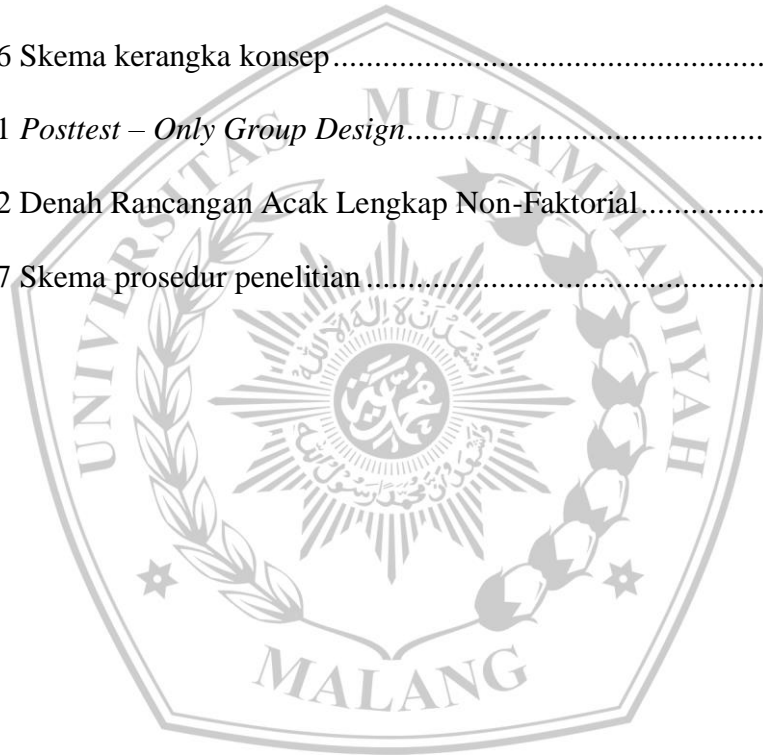 6 Skema kerangka konsep........................................................
1 Posttest – Only Group Design..............................................
2 Denah Rancangan Acak Lengkap Non-Faktorial...................
7 Skema prosedur penelitian....................................................
UNIVERSITAS MUHAMMADIYAH
MALANG